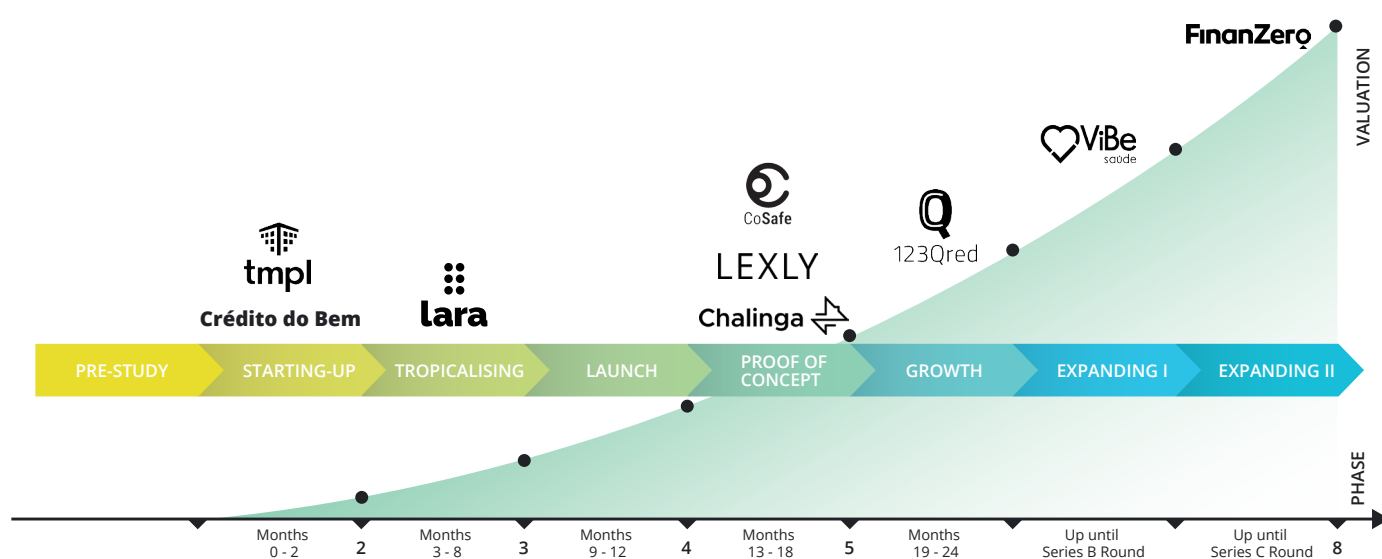 FinanZero
VALUATION
ViBe
saúde
CoSafe
Q
123Qred
tmpl
LEXLY
lara
Crédito do Bem
Chalinga
PRE-STUDY
STARTING-UP
TROPICALISING
LAUNCH
PROOF OF
CONCEPT
GROWTH
EXPANDING I
EXPANDING II
PHASE
Months
0 - 2
2
Months
3 - 8
3
Months
9 - 12
4
Months
13 - 18
5
Months
19 - 24
Up until
Series B Round
Up until
Series C Round
8